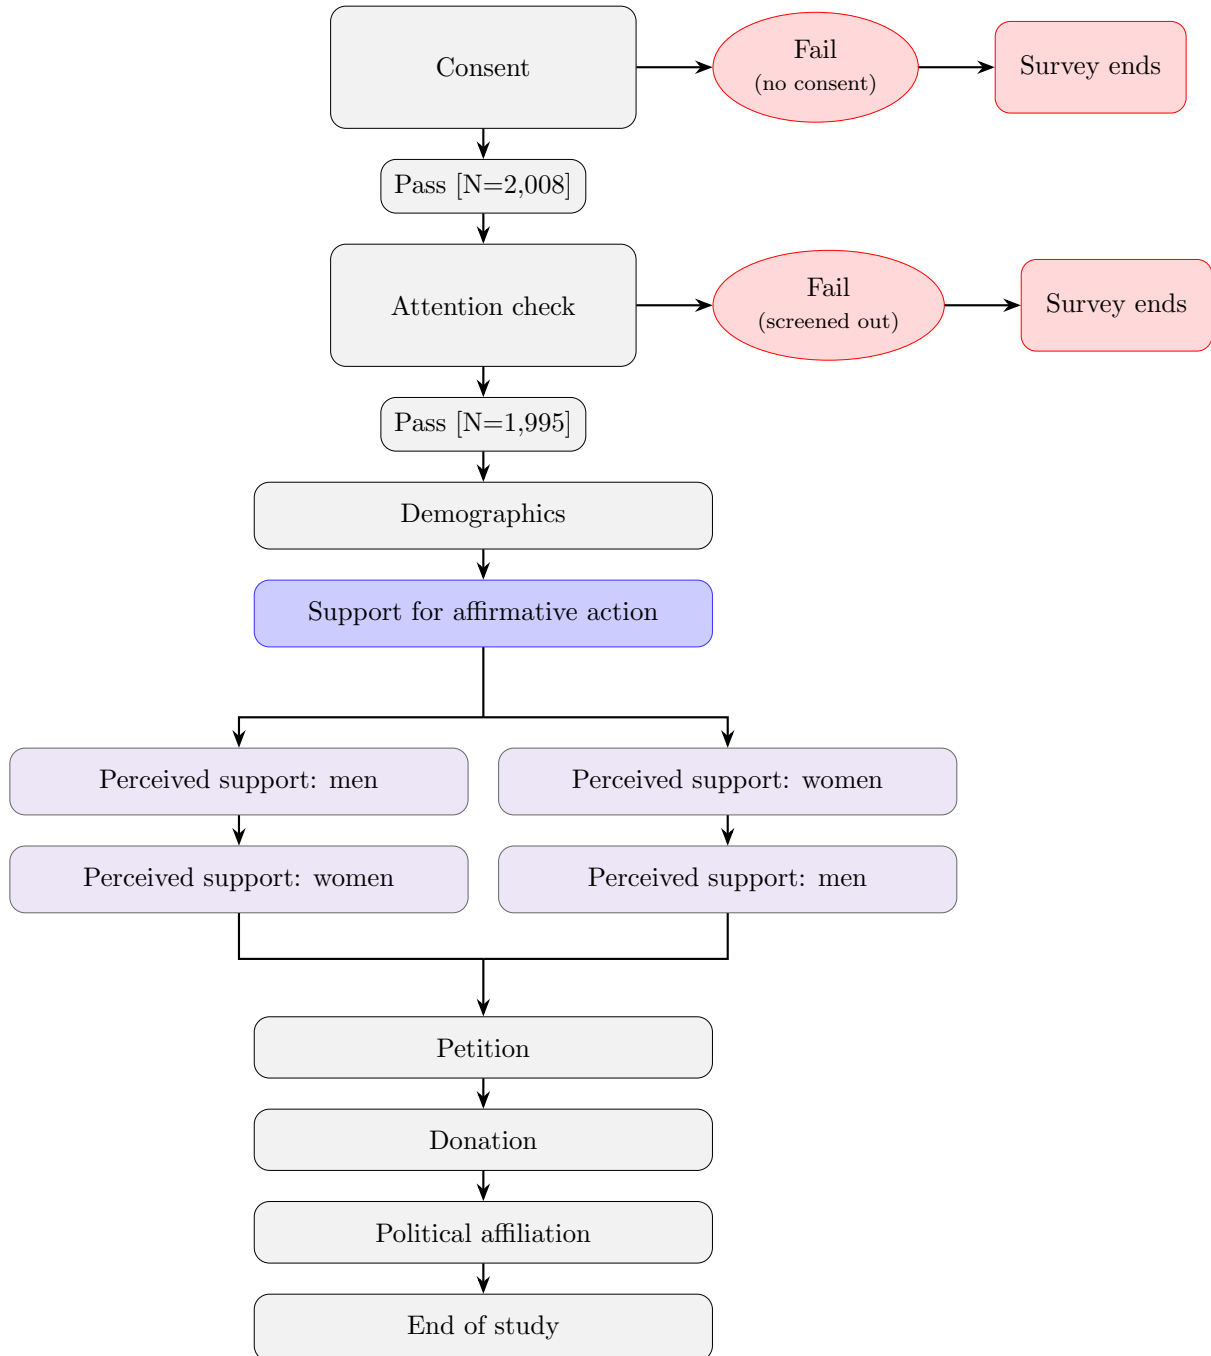 Consent
Fail
(no consent)
Survey ends
Pass [N=2,008]
Attention check
Fail
(screened out)
Survey ends
Pass [N=1,995]
Demographics
Support for affirmative action
Perceived support: men
Perceived support: women
Perceived support: women
Perceived support: men
Petition
Donation
Political affiliation
End of study